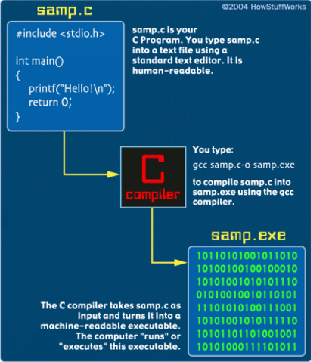 ©2004 HowStuffWorks
samp.c
#include <stdio.h>
int main()
{
printf("Hello!\n");
return 0;
}
samp.c is your
C Program. You type samp.c
into a text file using a
standard text editor. It is
human-readable.
C
compiler
You type:
gcc samp.c-o samp.exe
to compile samp.c into
samp.exe using the gcc
compiler.
samp.exe
The C compiler takes samp.c as
input and turns it into a
machine-readable executable.
The computer "runs" or
"executes" this executable.